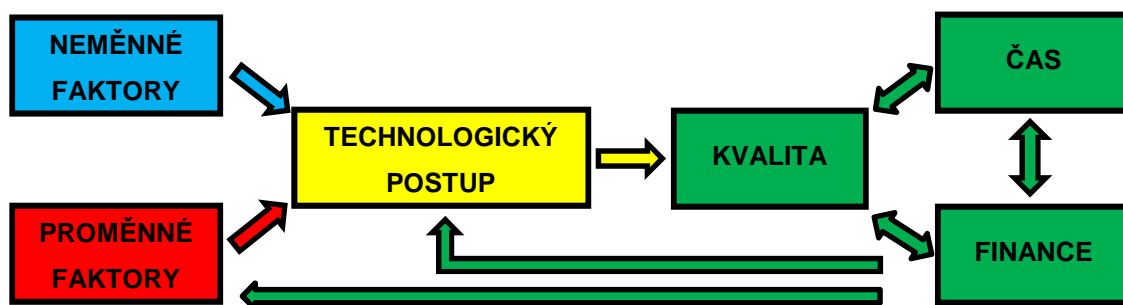 NEMĚNNÉ
FAKTORY
TECHNOLOGICKÝ
POSTUP
KVALITA
ČAS
PROMĚNNÉ
FAKTORY
FINANCE